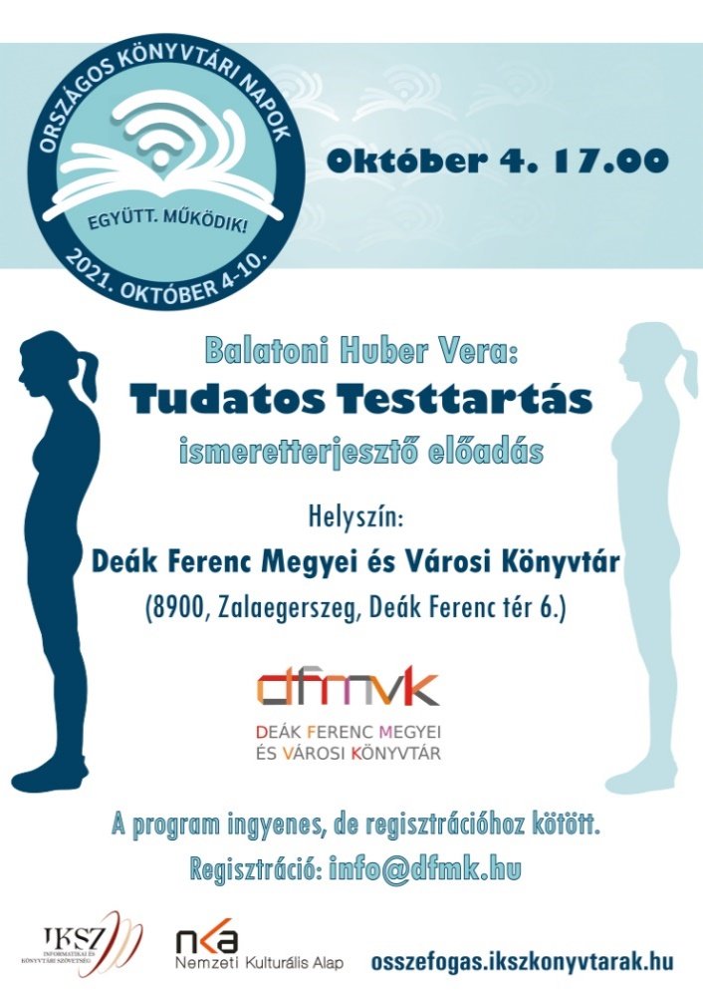 ORSZÁGOS KÖNYVTÁRI NAPOK
EGYÜTT. MŰKÖDIK!
2021. OKTÓBER 4-10.
Október 4. 17.00
Balatoni Huber Vera:
Tudatos Testtartás
ismeretterjesztő előadás
Helyszín:
Deák Ferenc Megyei és Városi Könyvtár
(8900, Zalaegerszeg, Deák Ferenc tér 6.)
dfmvk
DEÁK FERENC MEGYEI
ÉS VÁROSI KÖNYVTÁR
A program ingyenes, de regisztrációhoz kötött.
Regisztráció: info@dfmk.hu
IKSZ
INFORMATIKAI ÉS
KÖNYVTÁRI SZÖVETSÉG
nka
Nemzeti Kulturális Alap
osszefogas.ikszkonyvtarak.hu